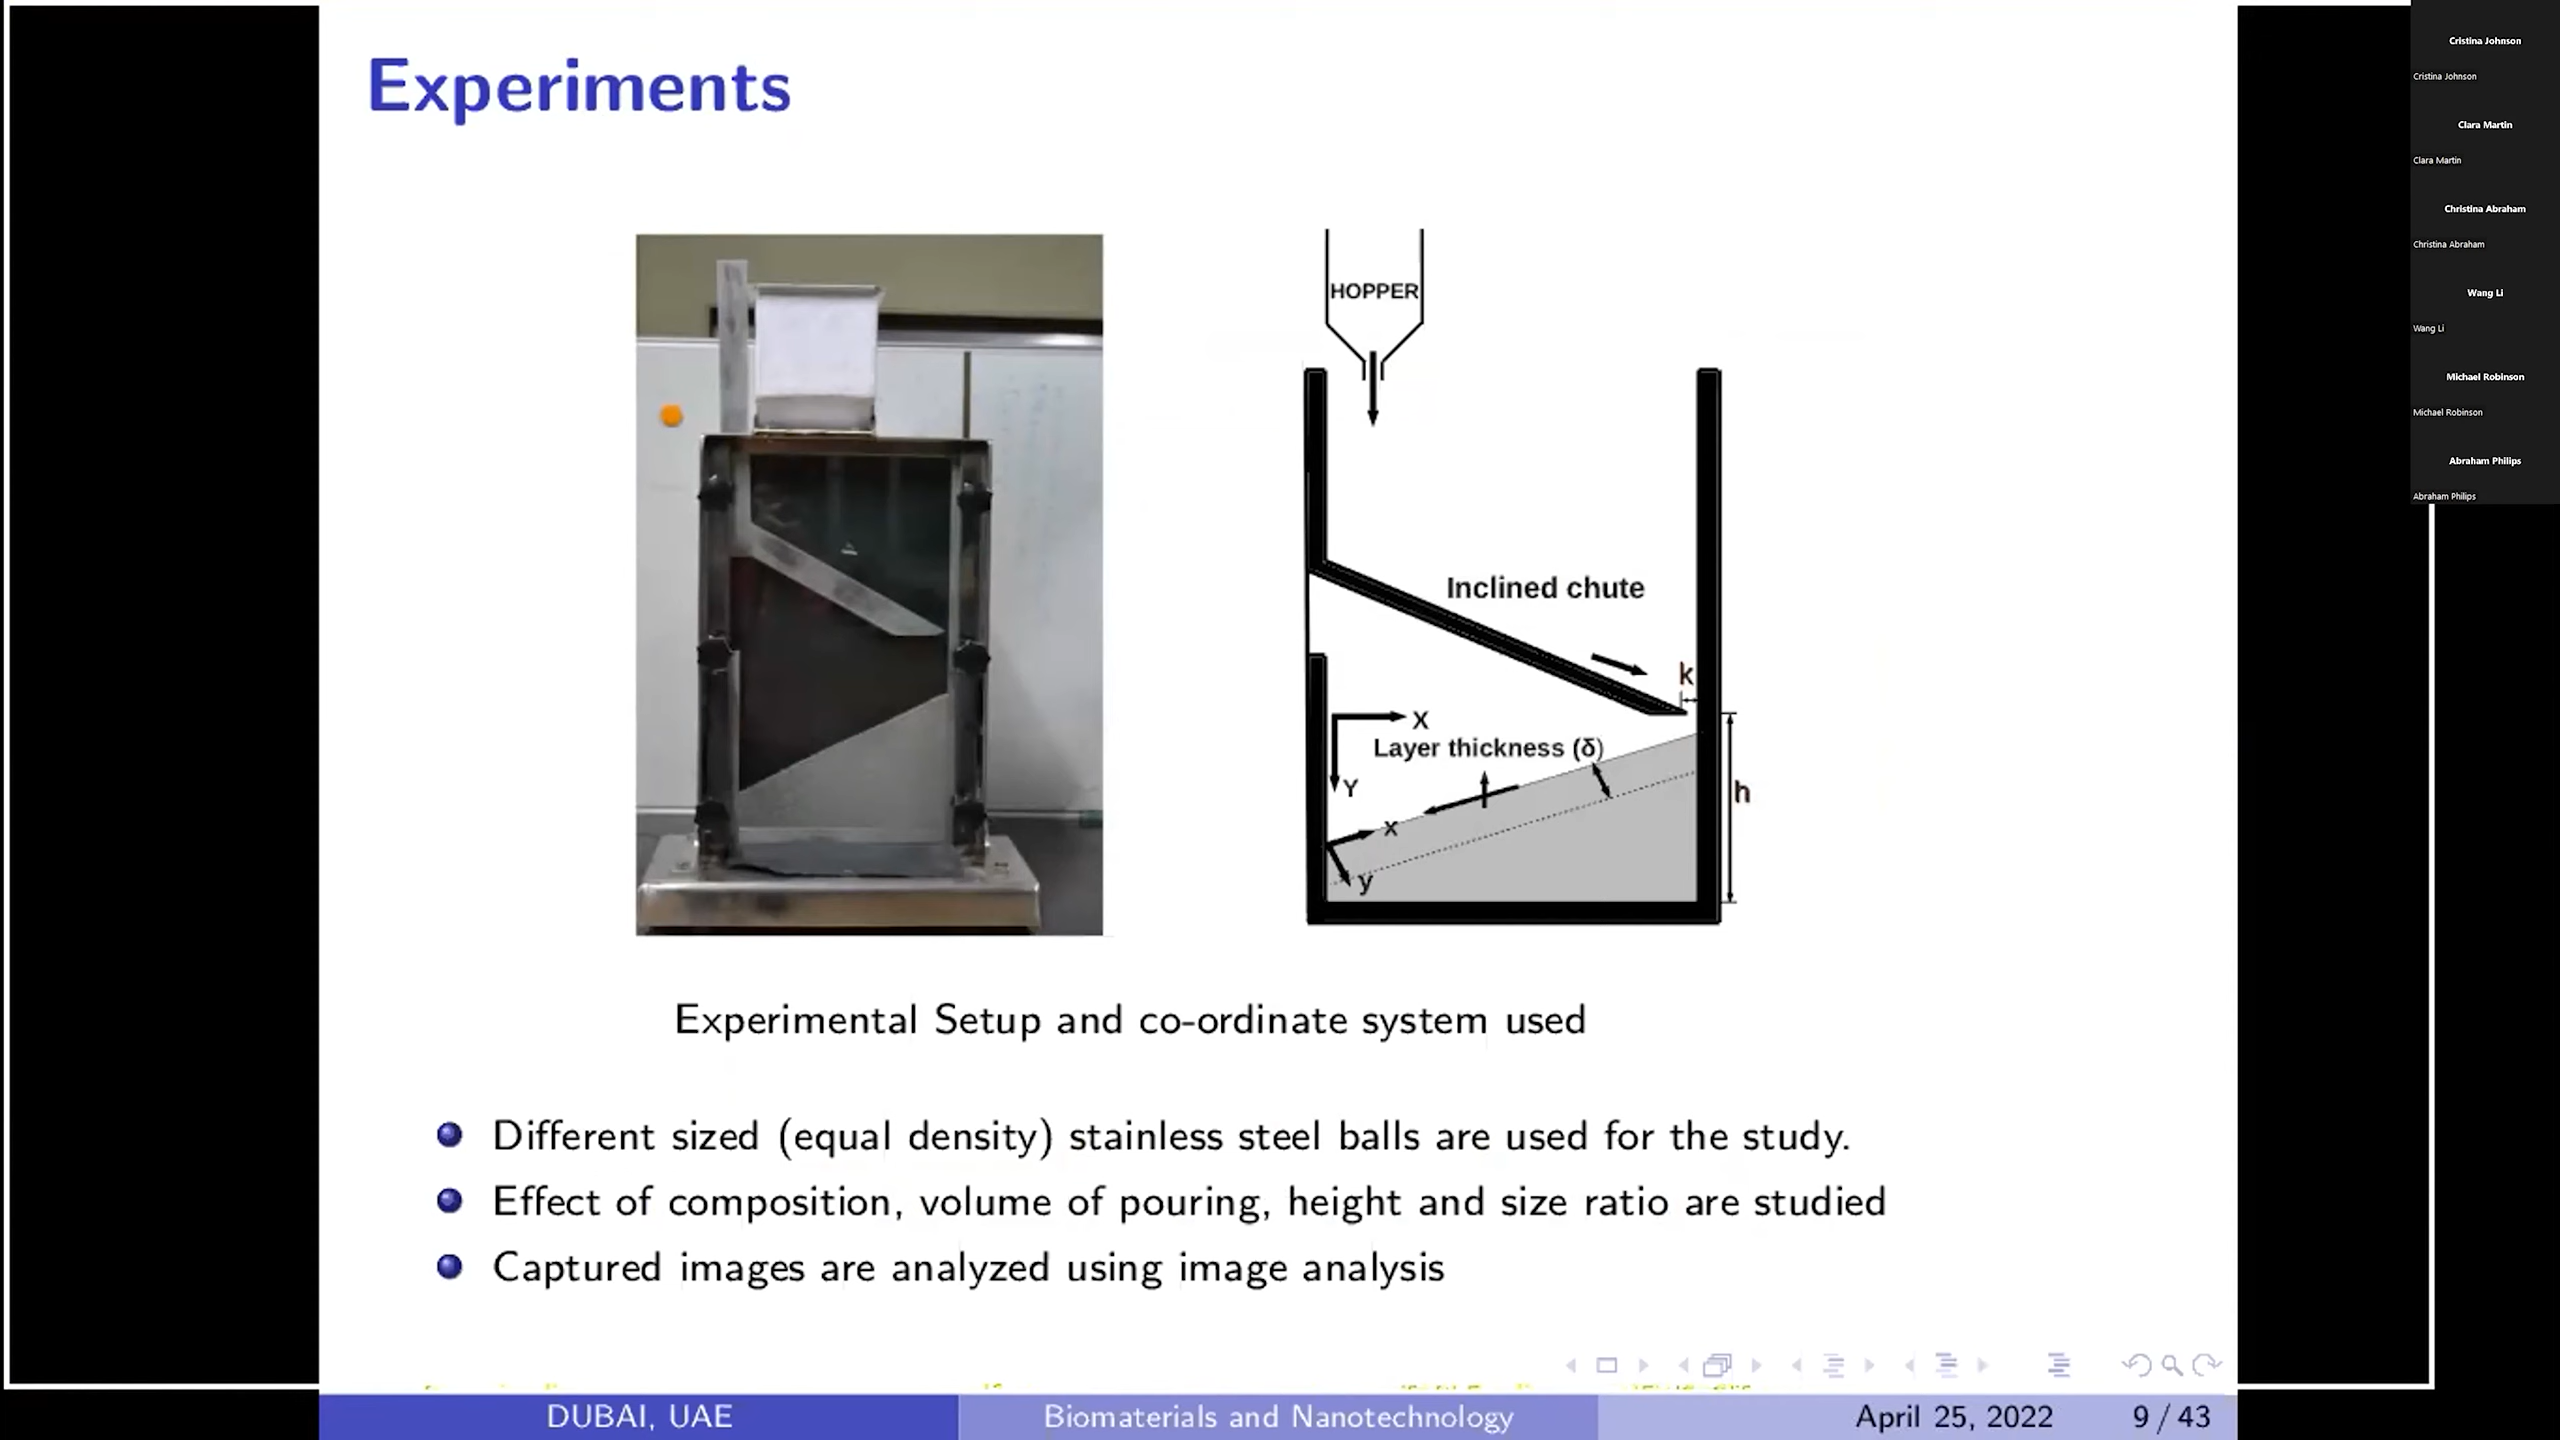 Experiments
HOPPER
Inclined chute
k
X
Layer thickness (δ)
Y
h
x
y
Experimental Setup and co-ordinate system used
Different sized (equal density) stainless steel balls are used for the study.
Effect of composition, volume of pouring, height and size ratio are studied
Captured images are analyzed using image analysis
DUBAI, UAE
Biomaterials and Nanotechnology
April 25, 2022
9 / 43
Cristina Johnson
Cristina Johnson
Clara Martin
Clara Martin
Christina Abraham
Christina Abraham
Wang Li
Wang Li
Michael Robinson
Michael Robinson
Abraham Philips
Abraham Philips